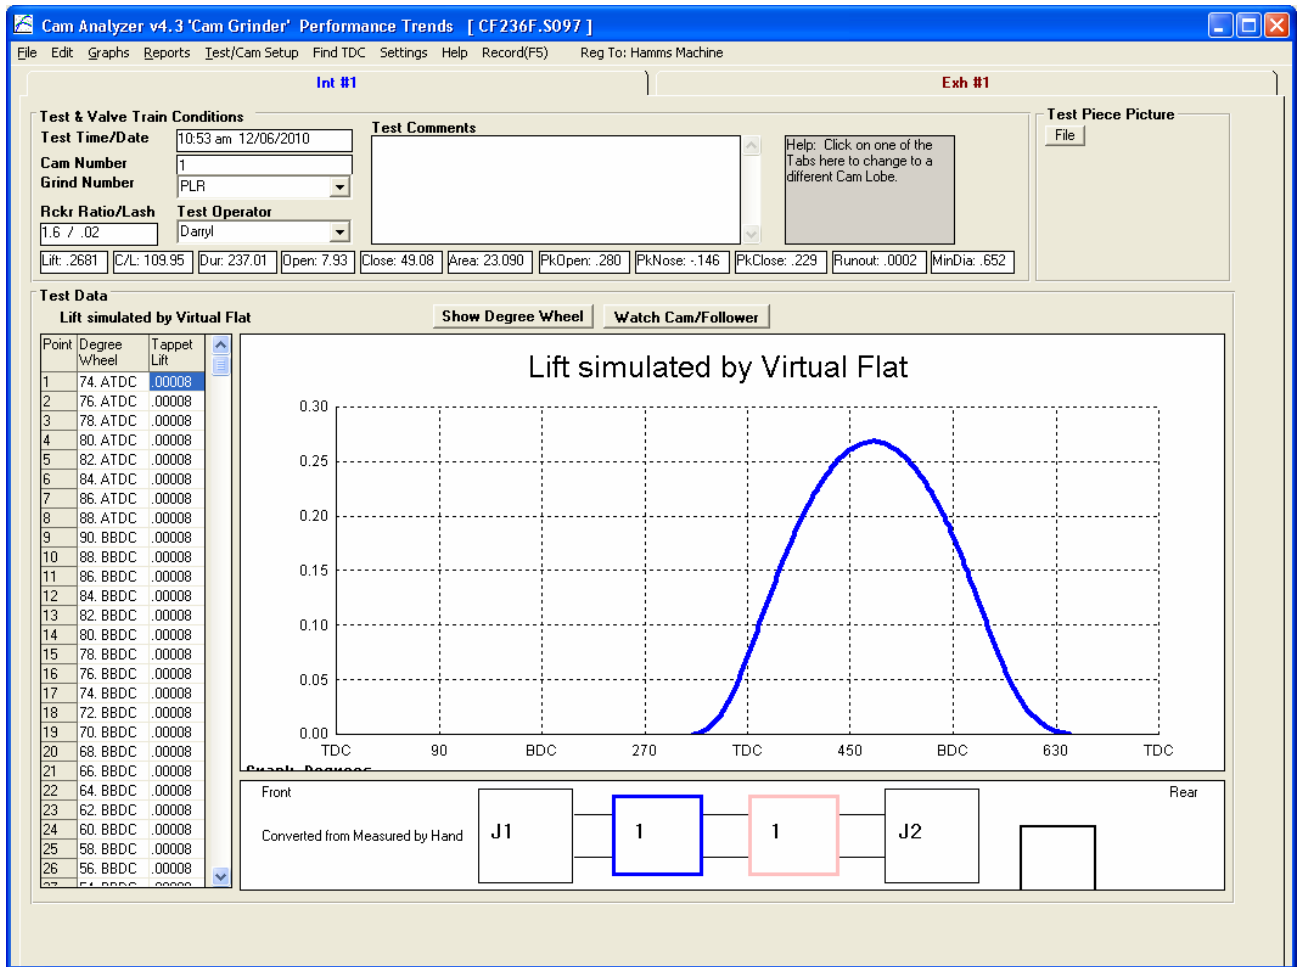 Cam Analyzer v4.3 'Cam Grinder' Performance Trends [ CF236F.S097 ]
File Edit Graphs Reports Test/Cam Setup Find TDC Settings Help Record(F5) Reg To: Hamms Machine
Int #1 Exh #1
Test & Valve Train Conditions
Test Time/Date 10:53 am 12/06/2010
Cam Number 1
Grind Number PLR
Rckr Ratio/Lash Test Operator
1.6 / .02 Darryl
Test Comments
Help: Click on one of the
Tabs here to change to a
different Cam Lobe.
Test Piece Picture
File
Lift: .2681 C/L: 109.95 Dur: 237.01 Open: 7.93 Close: 49.08 Area: 23.090 PkOpen: .280 PkNose: -.146 PkClose: .229 Runout: .0002 MinDia: .652
Test Data
Lift simulated by Virtual Flat
Show Degree Wheel Watch Cam/Follower
Point Degree Tappet
Wheel Lift
1 74. ATDC .00008
2 76. ATDC .00008
3 78. ATDC .00008
4 80. ATDC .00008
5 82. ATDC .00008
6 84. ATDC .00008
7 86. ATDC .00008
8 88. ATDC .00008
9 90. BBDC .00008
10 88. BBDC .00008
11 86. BBDC .00008
12 84. BBDC .00008
13 82. BBDC .00008
14 80. BBDC .00008
15 78. BBDC .00008
16 76. BBDC .00008
17 74. BBDC .00008
18 72. BBDC .00008
19 70. BBDC .00008
20 68. BBDC .00008
21 66. BBDC .00008
22 64. BBDC .00008
23 62. BBDC .00008
24 60. BBDC .00008
25 58. BBDC .00008
26 56. BBDC .00008
Lift simulated by Virtual Flat
0.30
0.25
0.20
0.15
0.10
0.05
0.00
TDC 90 BDC 270 TDC 450 BDC 630 TDC
Front Rear
Converted from Measured by Hand
J1 1 1 J2